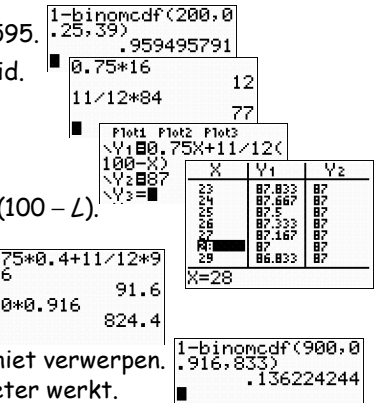 1-binomcdf(200,0
.25,39)
.959495791
595.
id.
0.75*16
12
11/12*84
77
Plot1 Plot2 Plot3
\Y1=0.75X+11/12(
100-X)
\Y2=87
\Y3=
X Y1 Y2
23 87.833 87
24 87.667 87
25 87.5 87
26 87.333 87
27 87.167 87
28 87 87
29 86.833 87
X=28
(100 – L).
75*0.4+11/12*9
6
91.6
0*0.916
824.4
niet verwerpen.
eter werkt.
1-binomcdf(900,0
.916,833)
.136224244